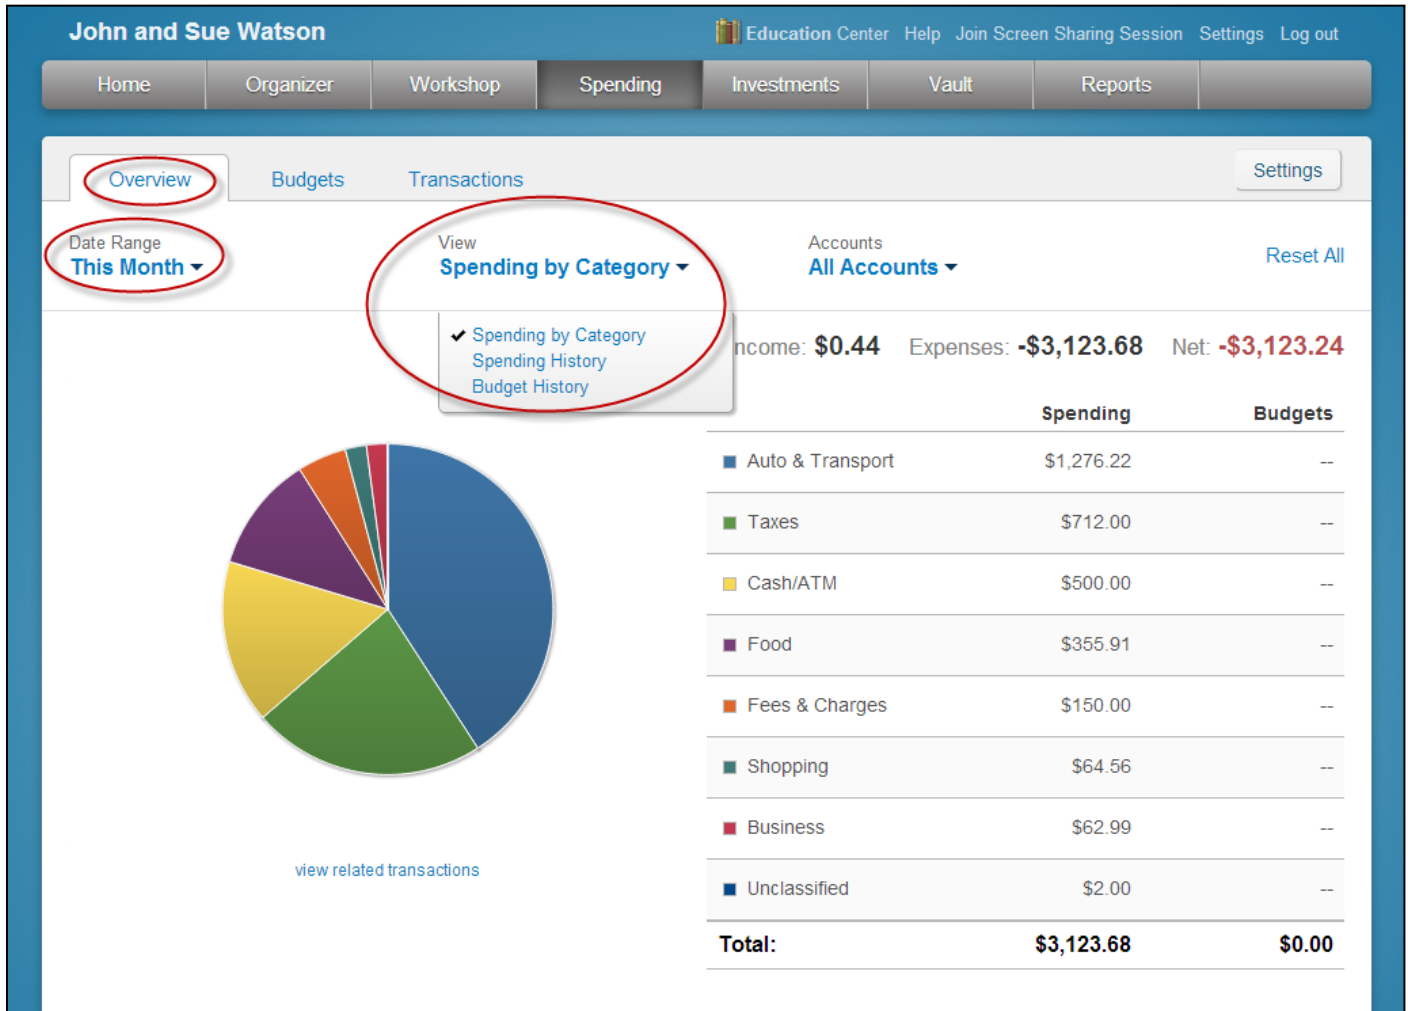 John and Sue Watson
Education Center Help Join Screen Sharing Session Settings Log out
Home Organizer Workshop Spending Investments Vault Reports
Overview Budgets Transactions Settings
Date Range View Accounts
This Month Spending by Category All Accounts Reset All
Spending by Category
Spending History
Budget History
ncome: $0.44 Expenses: -$3,123.68 Net: -$3,123.24
Spending Budgets
Auto & Transport $1,276.22 --
Taxes $712.00 --
Cash/ATM $500.00 --
Food $355.91 --
Fees & Charges $150.00 --
Shopping $64.56 --
Business $62.99 --
Unclassified $2.00 --
Total: $3,123.68 $0.00
view related transactions